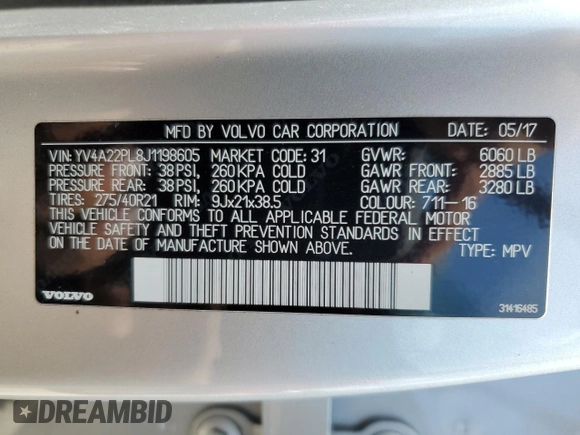 MFD BY VOLVO CAR CORPORATION DATE: 05/17
VIN: YV4A22PL8J1198605 MARKET CODE: 31 GVWR: 6060 LB
PRESSURE FRONT: 38 PSI, 260 KPA COLD GAWR FRONT: 2885 LB
PRESSURE REAR: 38 PSI, 260 KPA COLD GAWR REAR: 3280 LB
TIRES: 275/40R21 RIM: 9Jx21x38.5 COLOUR: 711-16
THIS VEHICLE CONFORMS TO ALL APPLICABLE FEDERAL MOTOR
VEHICLE SAFETY AND THEFT PREVENTION STANDARDS IN EFFECT
ON THE DATE OF MANUFACTURE SHOWN ABOVE.
TYPE: MPV
VOLVO 31416485
DREAMBID